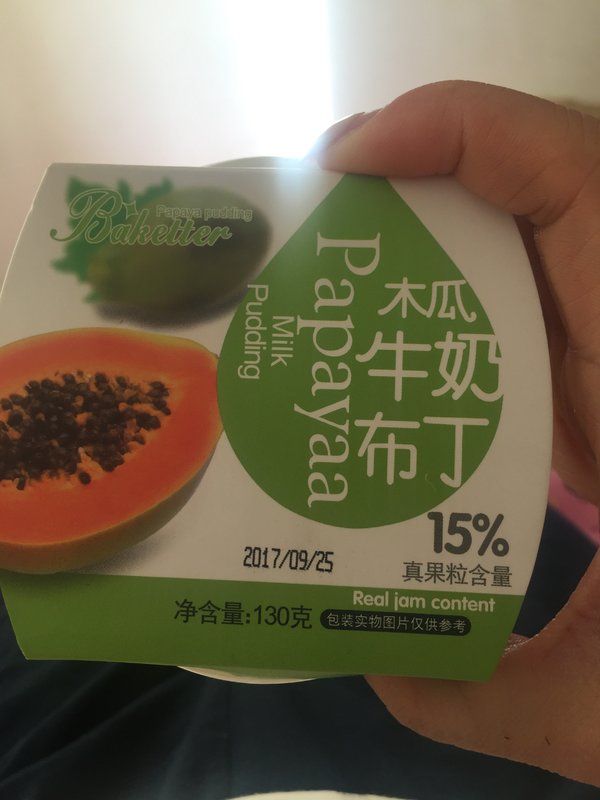 Papaya pudding
Baketter
木瓜
牛奶
布丁
Papayaa
Milk
Pudding
15%
真果粒含量
2017/09/25
Real jam content
净含量:130克
包装实物图片仅供参考